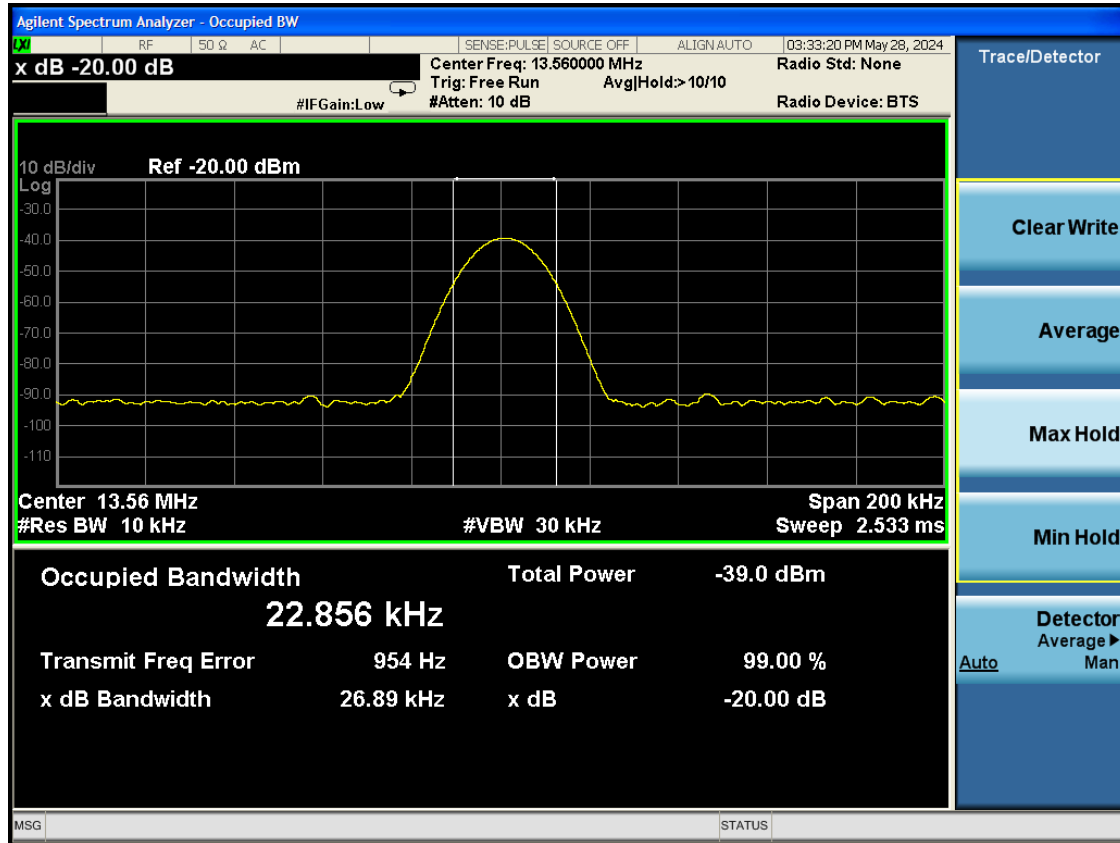 Agilent Spectrum Analyzer - Occupied BW
LXI RF 50 Ω AC SENSE:PULSE SOURCE OFF ALIGN AUTO 03:33:20 PM May 28, 2024
x dB -20.00 dB
Center Freq: 13.560000 MHz
Radio Std: None
Trig: Free Run
Avg|Hold:>10/10
#IFGain:Low
#Atten: 10 dB
Radio Device: BTS
10 dB/div
Ref -20.00 dBm
Log
-30.0
-40.0
-50.0
-60.0
-70.0
-80.0
-90.0
-100
-110
Center 13.56 MHz
Span 200 kHz
#Res BW 10 kHz
#VBW 30 kHz
Sweep 2.533 ms
Occupied Bandwidth
22.856 kHz
Total Power -39.0 dBm
Transmit Freq Error 954 Hz
OBW Power 99.00 %
x dB Bandwidth 26.89 kHz
x dB -20.00 dB
MSG
STATUS
Trace/Detector
Clear Write
Average
Max Hold
Min Hold
Detector
Average▶
Auto Man